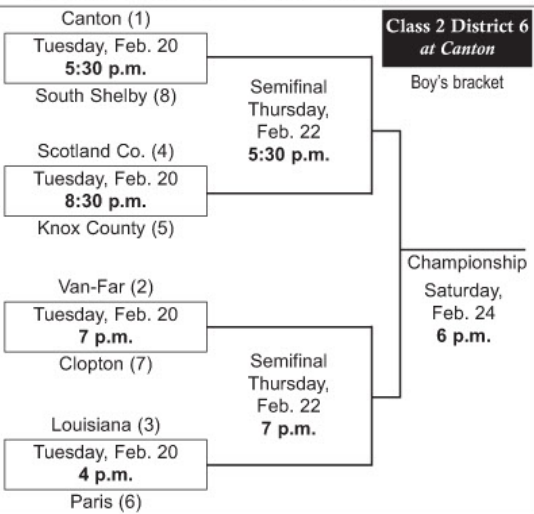 Class 2 District 6
at Canton
Boy's bracket
Canton (1)
Tuesday, Feb. 20
5:30 p.m.
South Shelby (8)
Semifinal
Thursday,
Feb. 22
5:30 p.m.
Scotland Co. (4)
Tuesday, Feb. 20
8:30 p.m.
Knox County (5)
Championship
Saturday,
Feb. 24
6 p.m.
Van-Far (2)
Tuesday, Feb. 20
7 p.m.
Clopton (7)
Semifinal
Thursday,
Feb. 22
7 p.m.
Louisiana (3)
Tuesday, Feb. 20
4 p.m.
Paris (6)